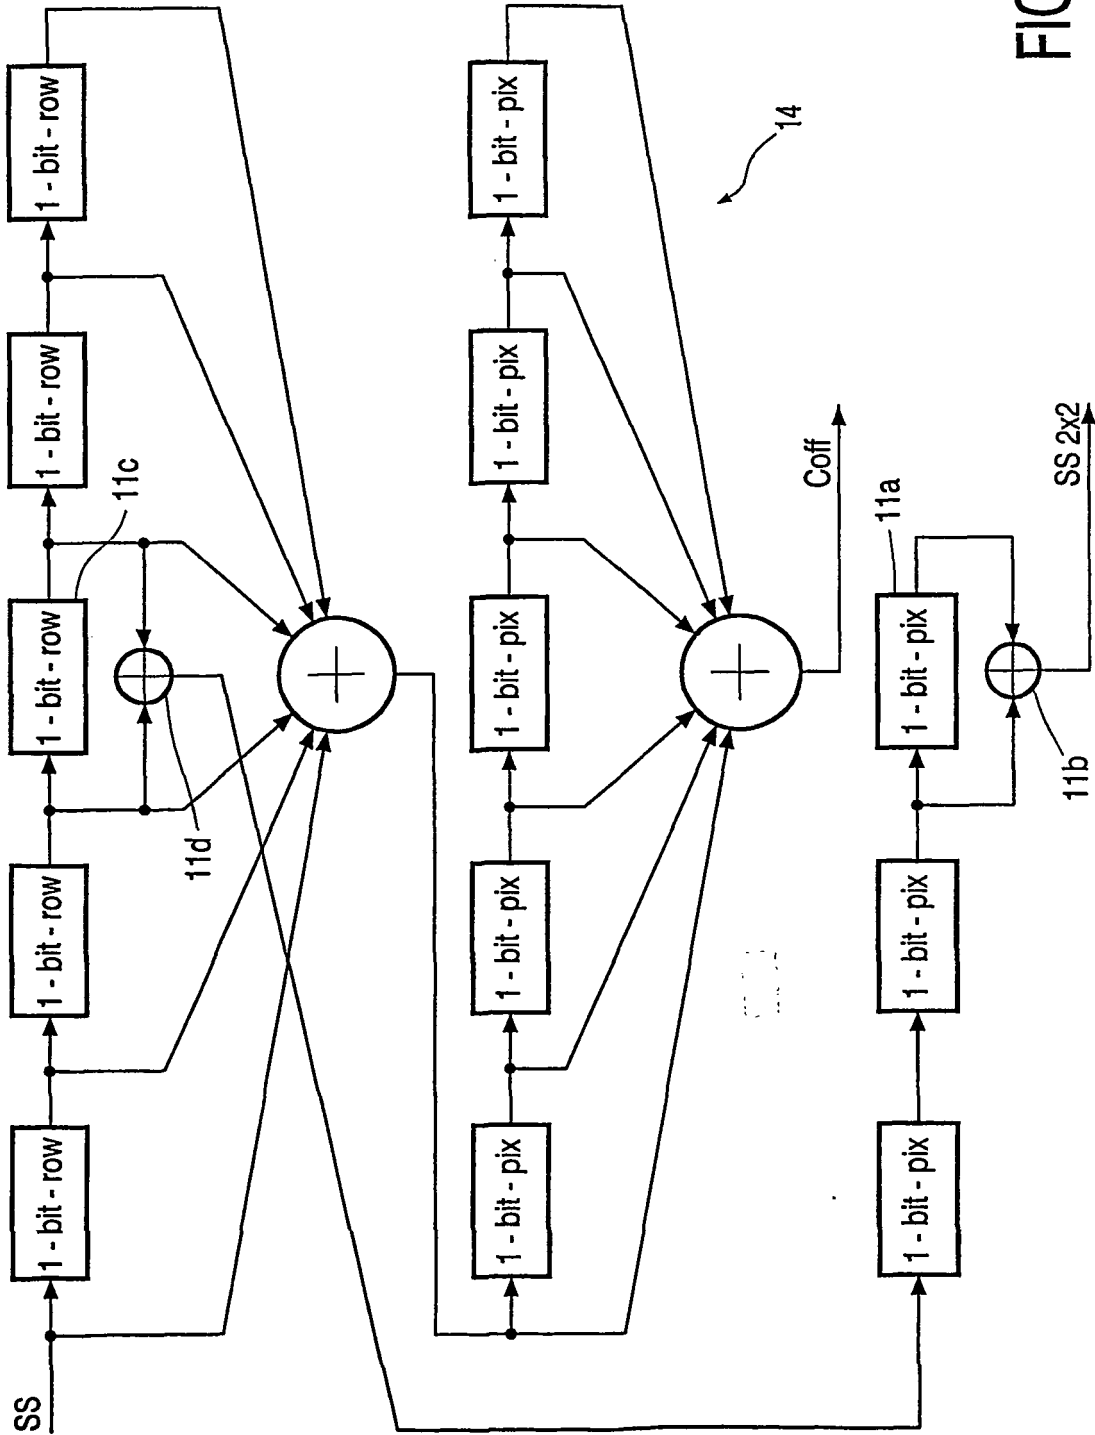 SS
1 - bit - row
1 - bit - row
1 - bit - row
1 - bit - row
1 - bit - row
11c
11d
1 - bit - pix
1 - bit - pix
1 - bit - pix
1 - bit - pix
1 - bit - pix
14
Coff
1 - bit - pix
1 - bit - pix
1 - bit - pix
11a
11b
SS 2x2